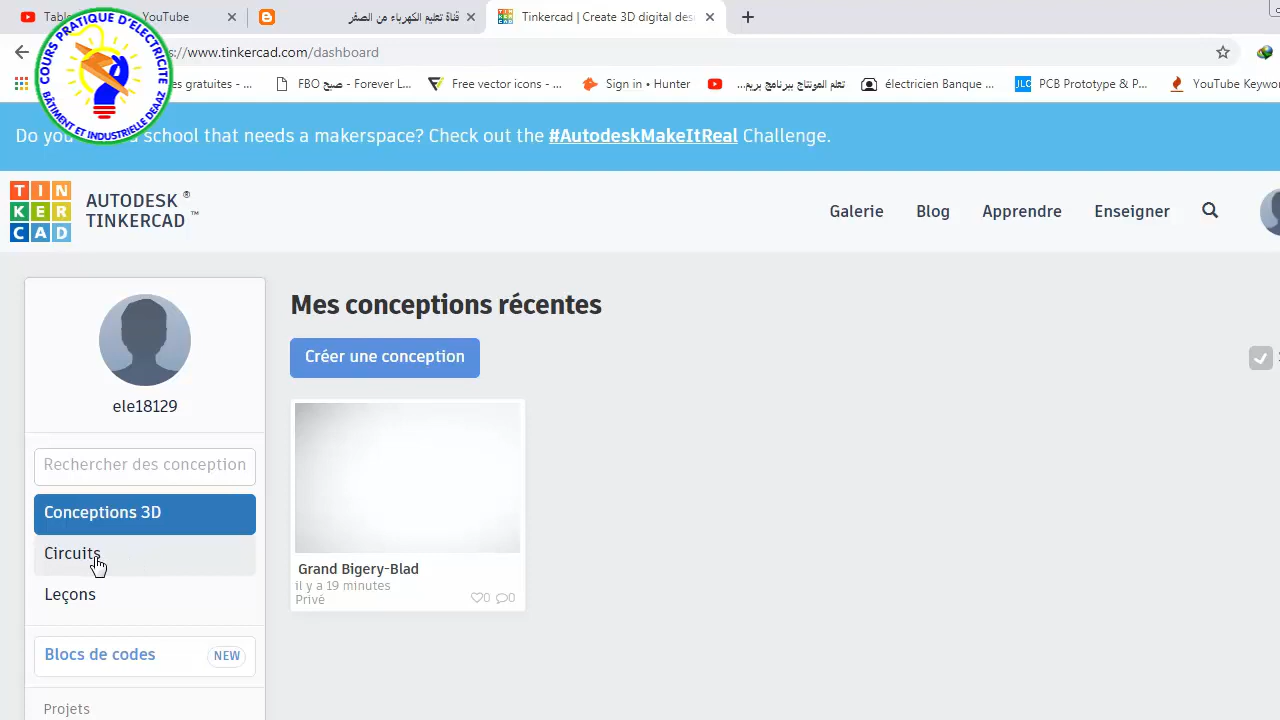 Tabl
YouTube
قناة تعليم الكهرباء من الصفر
Tinkercad | Create 3D digital des
COURS PRATIQUE D'ELECTRICITE
BÂTIMENT ET INDUSTRIELLE DEAAZ
s://www.tinkercad.com/dashboard
es gratuites - ...
FBO صبح - Forever L...
Free vector icons - ...
Sign in • Hunter
تعلم المونتاج ببرنامج بريم...
électricien Banque ...
JLC
PCB Prototype & P...
YouTube Keywor
Do you school that needs a makerspace? Check out the #AutodeskMakeItReal Challenge.
TIN
KER
CAD
AUTODESK ®
TINKERCAD ™
Galerie
Blog
Apprendre
Enseigner
ele18129
Rechercher des conception
Conceptions 3D
Circuits
Leçons
Blocs de codes
NEW
Projets
Mes conceptions récentes
Créer une conception
Grand Bigery-Blad
il y a 19 minutes
Privé
0
0